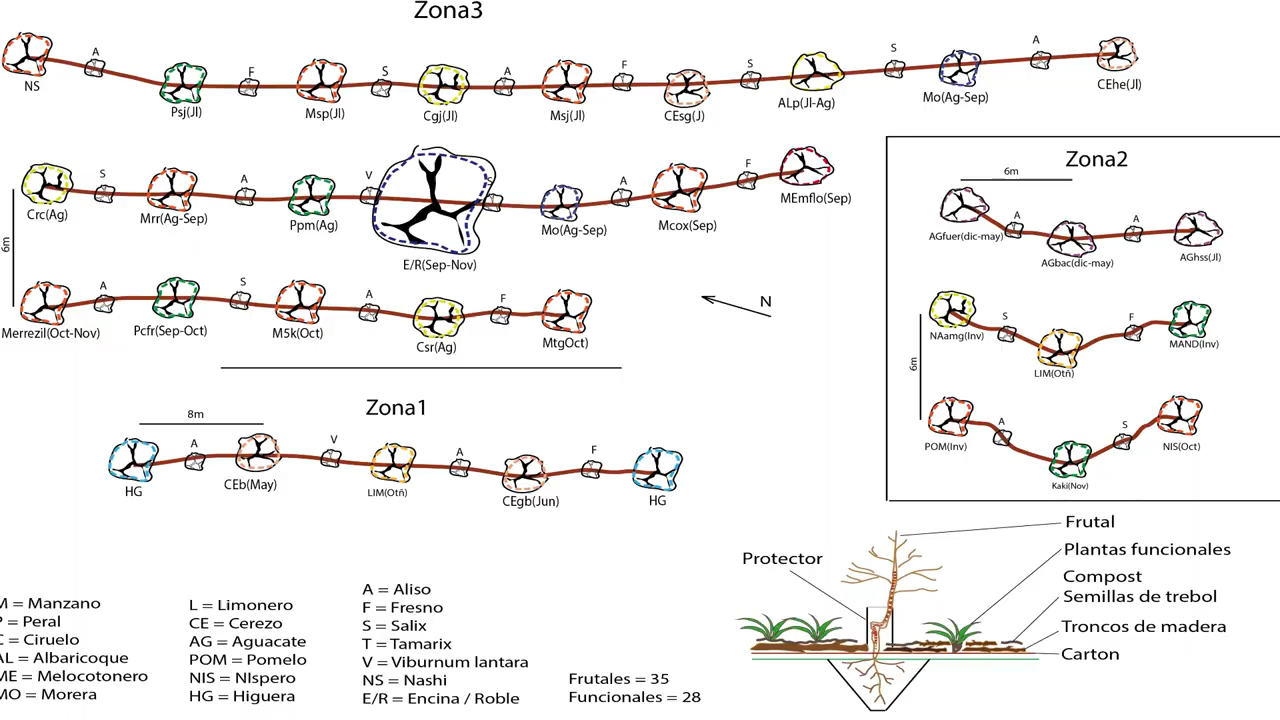 Zona3
A
A
S
F
S
A
F
S
NS
Psj(Jl)
Msp(Jl)
Cgj(Jl)
Msj(Jl)
CEsg(J)
ALp(Jl-Ag)
Mo(Ag-Sep)
CEhe(Jl)
S
A
V
A
F
Crc(Ag)
Mrr(Ag-Sep)
Ppm(Ag)
E/R(Sep-Nov)
Mo(Ag-Sep)
Mcox(Sep)
MEmflo(Sep)
6m
A
S
A
F
Merrezil(Oct-Nov)
Pcfr(Sep-Oct)
M5k(Oct)
Csr(Ag)
MtgOct)
N
Zona2
6m
A
A
AGfuer(dic-may)
AGbac(dic-may)
AGhss(Jl)
S
F
NAamg(Inv)
LIM(Otñ)
MAND(Inv)
6m
A
S
POM(Inv)
Kaki(Nov)
NIS(Oct)
Zona1
8m
A
V
A
F
HG
CEb(May)
LIM(Otñ)
CEgb(Jun)
HG
Protector
Frutal
Plantas funcionales
Compost
Semillas de trebol
Troncos de madera
Carton
M = Manzano
P = Peral
C = Ciruelo
AL = Albaricoque
ME = Melocotonero
MO = Morera
L = Limonero
CE = Cerezo
AG = Aguacate
POM = Pomelo
NIS = NIspero
HG = Higuera
A = Aliso
F = Fresno
S = Salix
T = Tamarix
V = Viburnum lantara
NS = Nashi
E/R = Encina / Roble
Frutales = 35
Funcionales = 28